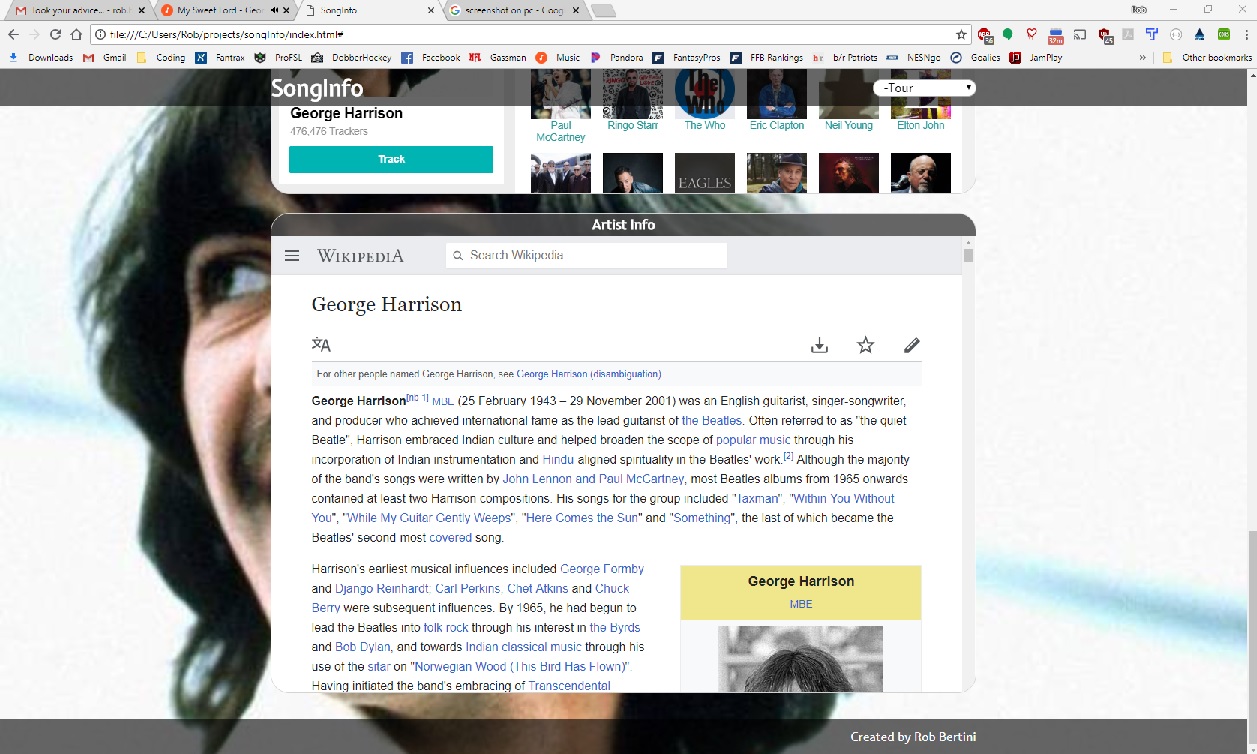 Took your advice... - rob.l
My Sweet Lord - Geor
SongInfo
screenshot on pc - Goog
Rob
file:///C:/Users/Rob/projects/songInfo/index.html#
Downloads
Gmail
Coding
Fantrax
ProFSL
DobberHockey
Facebook
Gassman
Music
Pandora
FantasyPros
FFB Rankings
b/r Patriots
NESNgo
Goalies
JamPlay
»
Other bookmarks
SongInfo
-Tour
George Harrison
476,476 Trackers
Track
Paul McCartney
Ringo Starr
The Who
Eric Clapton
Neil Young
Elton John
EAGLES
Artist Info
WIKIPEDIA
Search Wikipedia
George Harrison
For other people named George Harrison, see George Harrison (disambiguation)
George Harrison[nb 1] MBE (25 February 1943 – 29 November 2001) was an English guitarist, singer-songwriter,
and producer who achieved international fame as the lead guitarist of the Beatles. Often referred to as "the quiet
Beatle", Harrison embraced Indian culture and helped broaden the scope of popular music through his
incorporation of Indian instrumentation and Hindu aligned spirituality in the Beatles' work.[2] Although the majority
of the band's songs were written by John Lennon and Paul McCartney, most Beatles albums from 1965 onwards
contained at least two Harrison compositions. His songs for the group included "Taxman", "Within You Without
You", "While My Guitar Gently Weeps", "Here Comes the Sun" and "Something", the last of which became the
Beatles' second most covered song.
Harrison's earliest musical influences included George Formby
and Django Reinhardt; Carl Perkins, Chet Atkins and Chuck
Berry were subsequent influences. By 1965, he had begun to
lead the Beatles into folk rock through his interest in the Byrds
and Bob Dylan, and towards Indian classical music through his
use of the sitar on "Norwegian Wood (This Bird Has Flown)".
Having initiated the band's embracing of Transcendental
George Harrison
MBE
Created by Rob Bertini